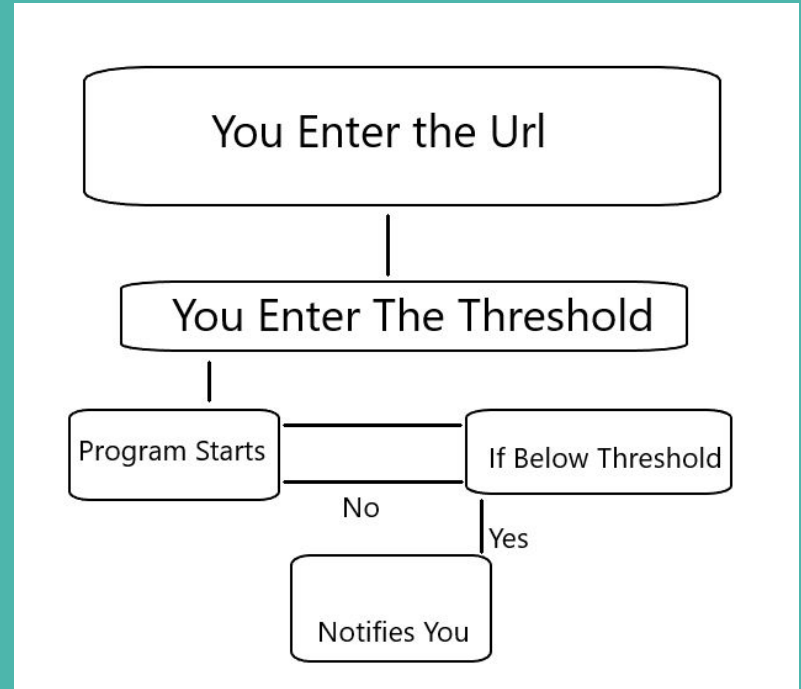 You Enter the Url
You Enter The Threshold
Program Starts
If Below Threshold
No
Yes
Notifies You